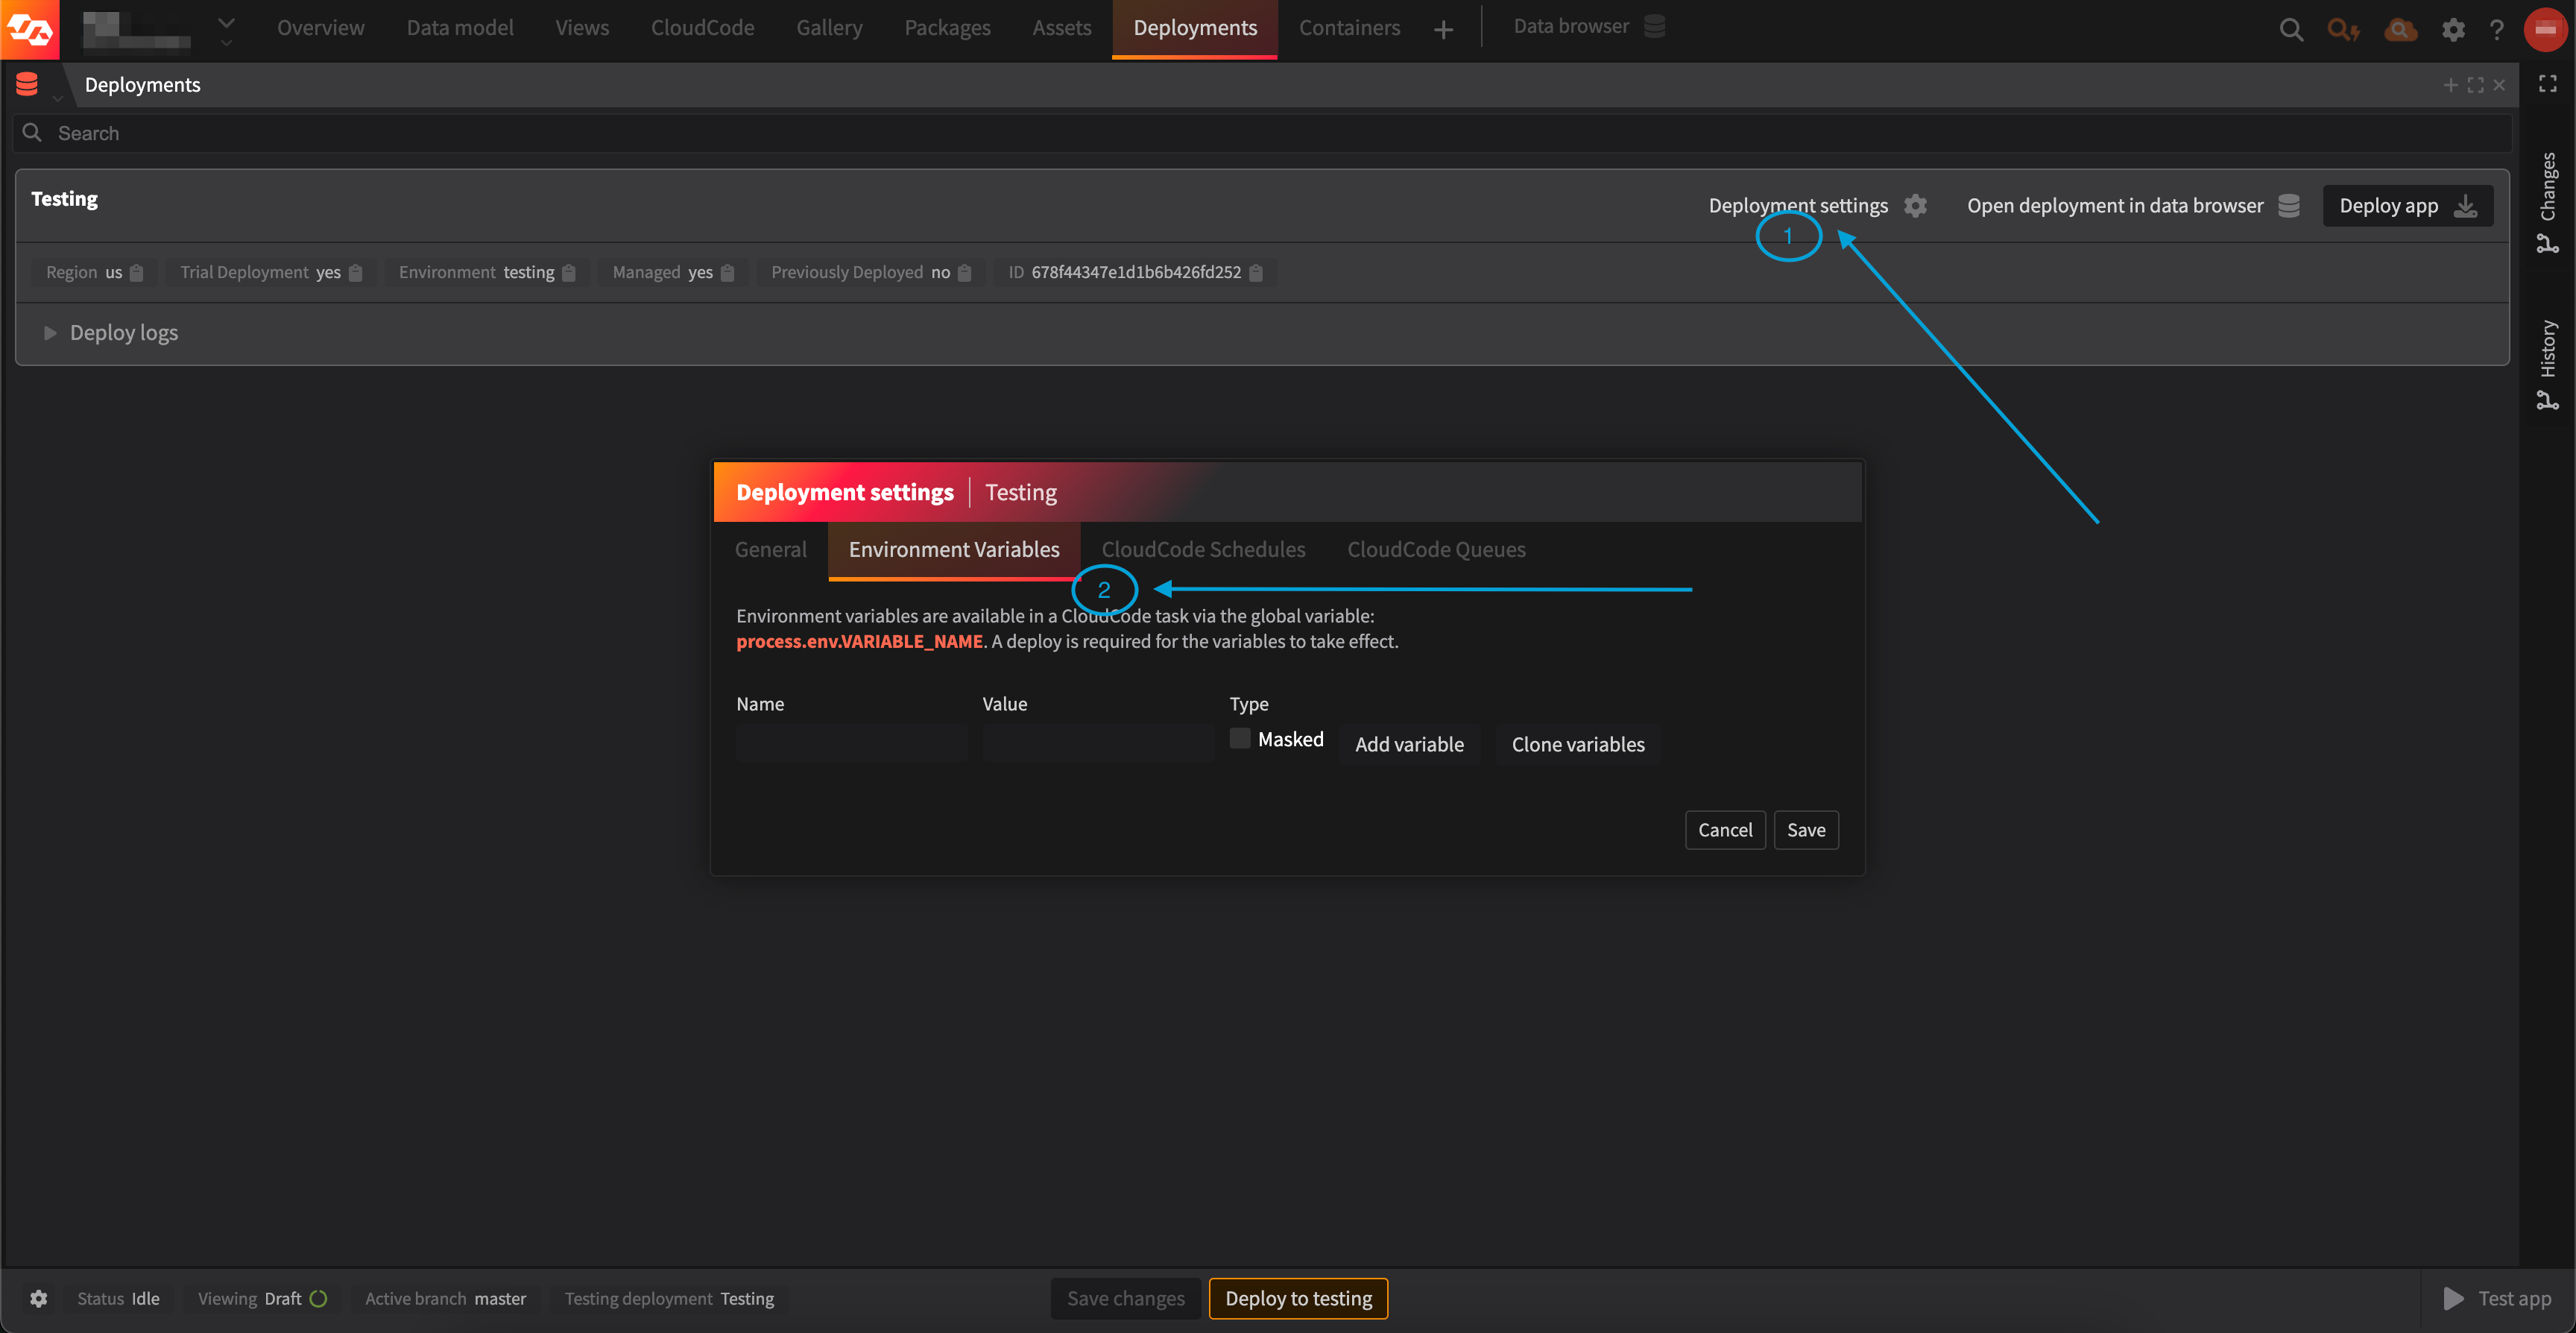 Overview Data model Views CloudCode Gallery Packages Assets Deployments Containers + Data browser ?
Deployments
Search
Testing
Deployment settings Open deployment in data browser Deploy app
1
Region us Trial Deployment yes Environment testing Managed yes Previously Deployed no ID 678f44347e1d1b6b426fd252
Deploy logs
Changes
History
Deployment settings Testing
General Environment Variables CloudCode Schedules CloudCode Queues
2
Environment variables are available in a CloudCode task via the global variable:
process.env.VARIABLE_NAME. A deploy is required for the variables to take effect.
Name Value Type
Masked Add variable Clone variables
Cancel Save
Status Idle Viewing Draft Active branch master Testing deployment Testing Save changes Deploy to testing Test app